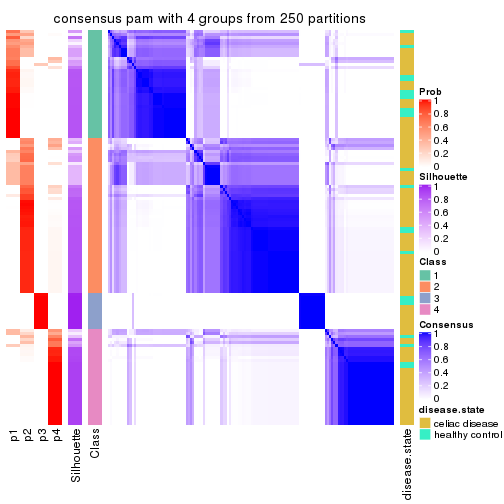 consensus pam with 4 groups from 250 partitions
Prob
1
0.8
0.6
0.4
0.2
0
Silhouette
1
0.8
0.6
0.4
0.2
0
Class
1
2
3
4
Consensus
1
0.8
0.6
0.4
0.2
0
disease.state
celiac disease
healthy control
p1
p2
p3
p4
Silhouette
Class
disease.state